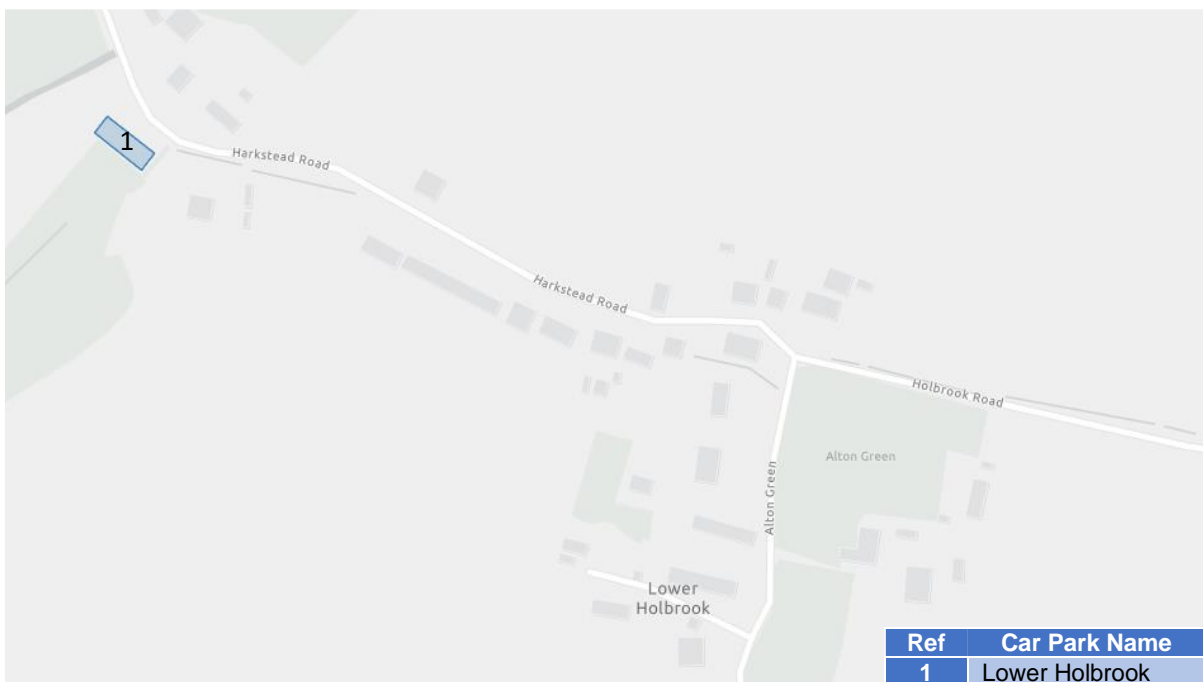 1
Harkstead Road
Harkstead Road
Holbrook Road
Alton Green
Alton Green
Lower
Holbrook
Ref Car Park Name
1 Lower Holbrook